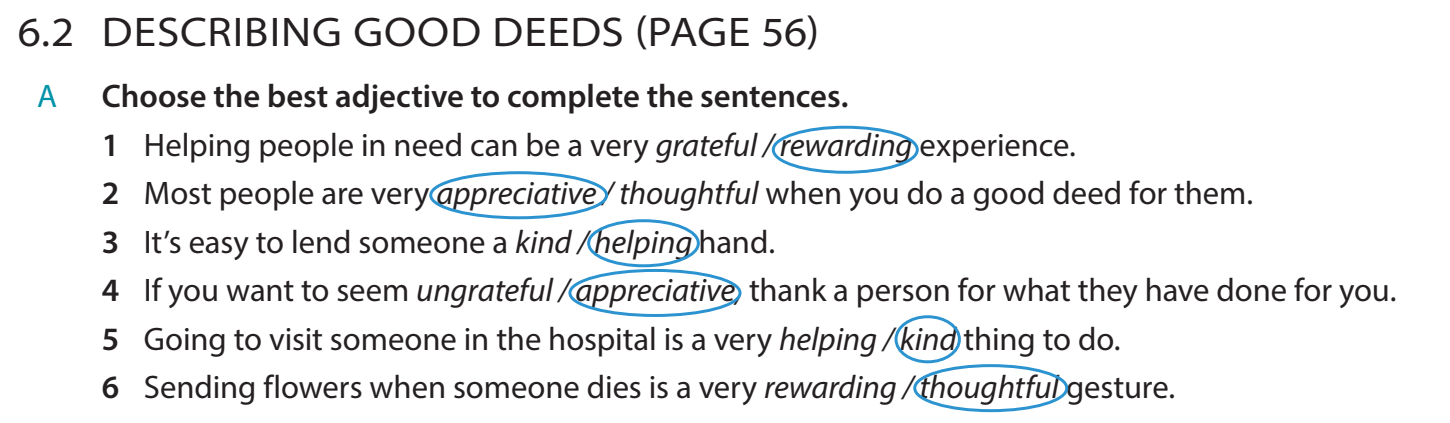 6.2 DESCRIBING GOOD DEEDS (PAGE 56)
A Choose the best adjective to complete the sentences.
1 Helping people in need can be a very grateful / rewarding experience.
2 Most people are very appreciative / thoughtful when you do a good deed for them.
3 It's easy to lend someone a kind / helping hand.
4 If you want to seem ungrateful / appreciative, thank a person for what they have done for you.
5 Going to visit someone in the hospital is a very helping / kind thing to do.
6 Sending flowers when someone dies is a very rewarding / thoughtful gesture.